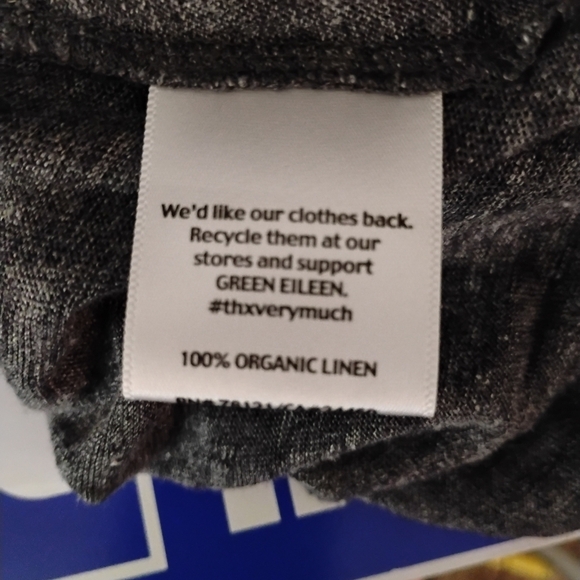 We'd like our clothes back.
Recycle them at our
stores and support
GREEN EILEEN.
#thxverymuch
100% ORGANIC LINEN